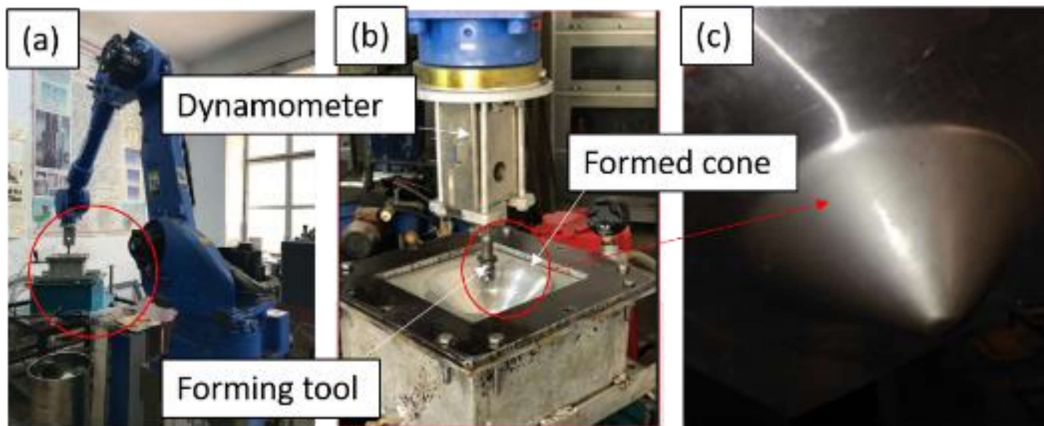 (a)
(b)
(c)
Dynamometer
Formed cone
Forming tool